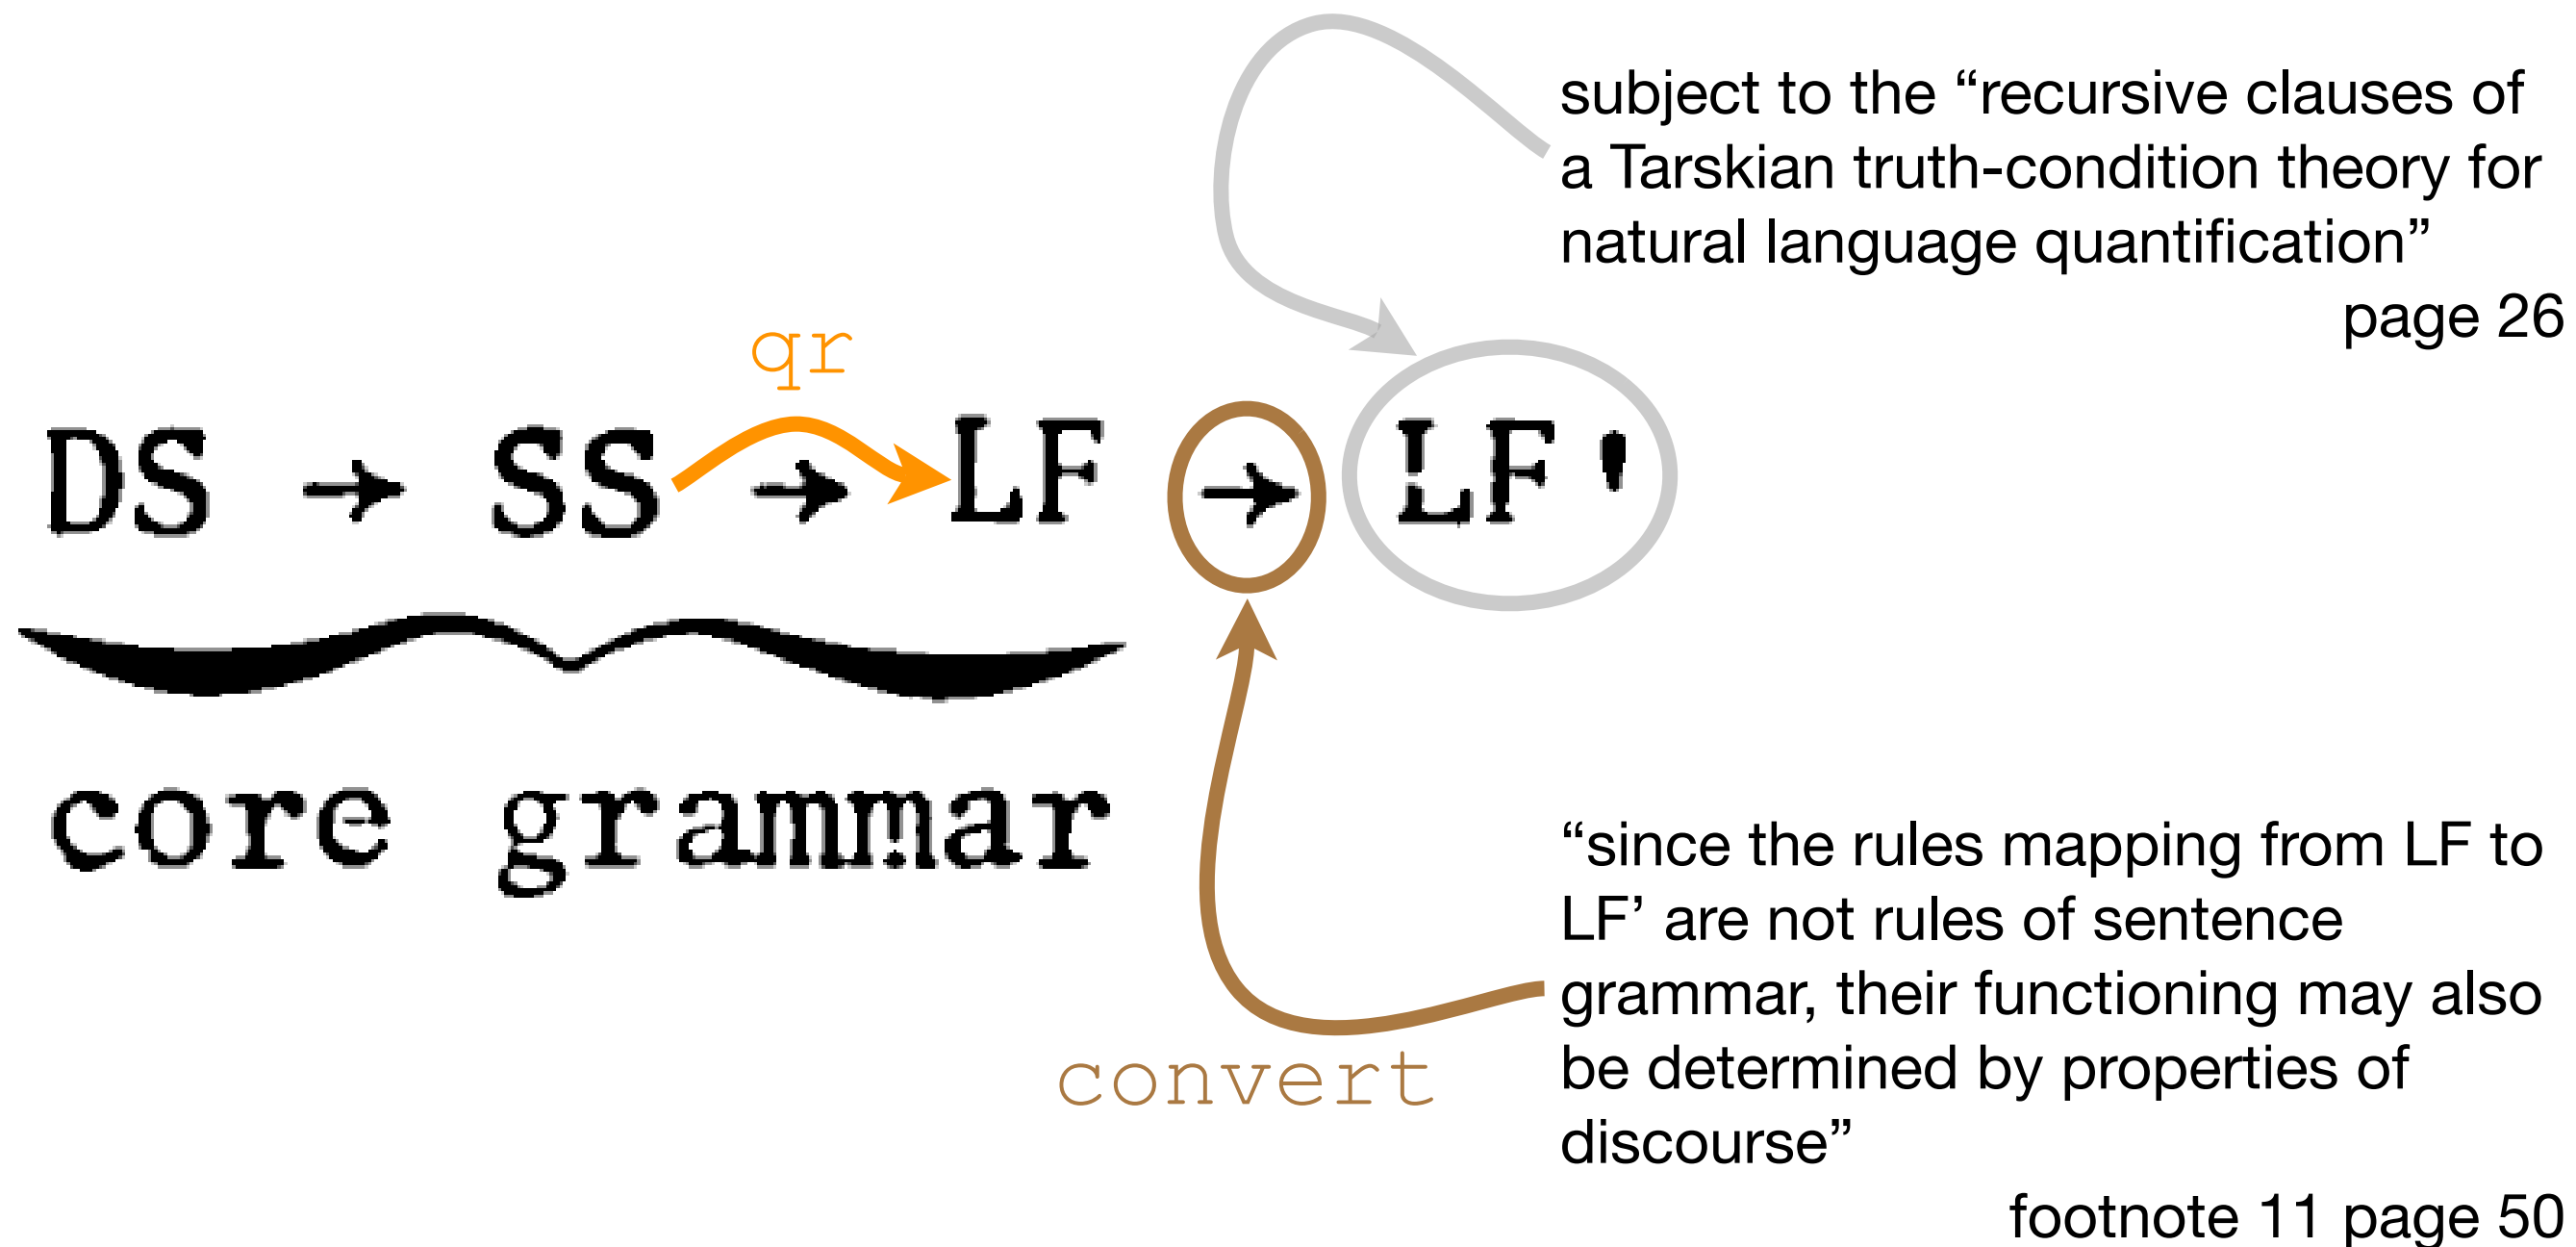 subject to the “recursive clauses of
a Tarskian truth-condition theory for
natural language quantification”
page 26
qr
DS → SS → LF → LF'
core grammar
“since the rules mapping from LF to
LF’ are not rules of sentence
grammar, their functioning may also
be determined by properties of
discourse”
convert
footnote 11 page 50